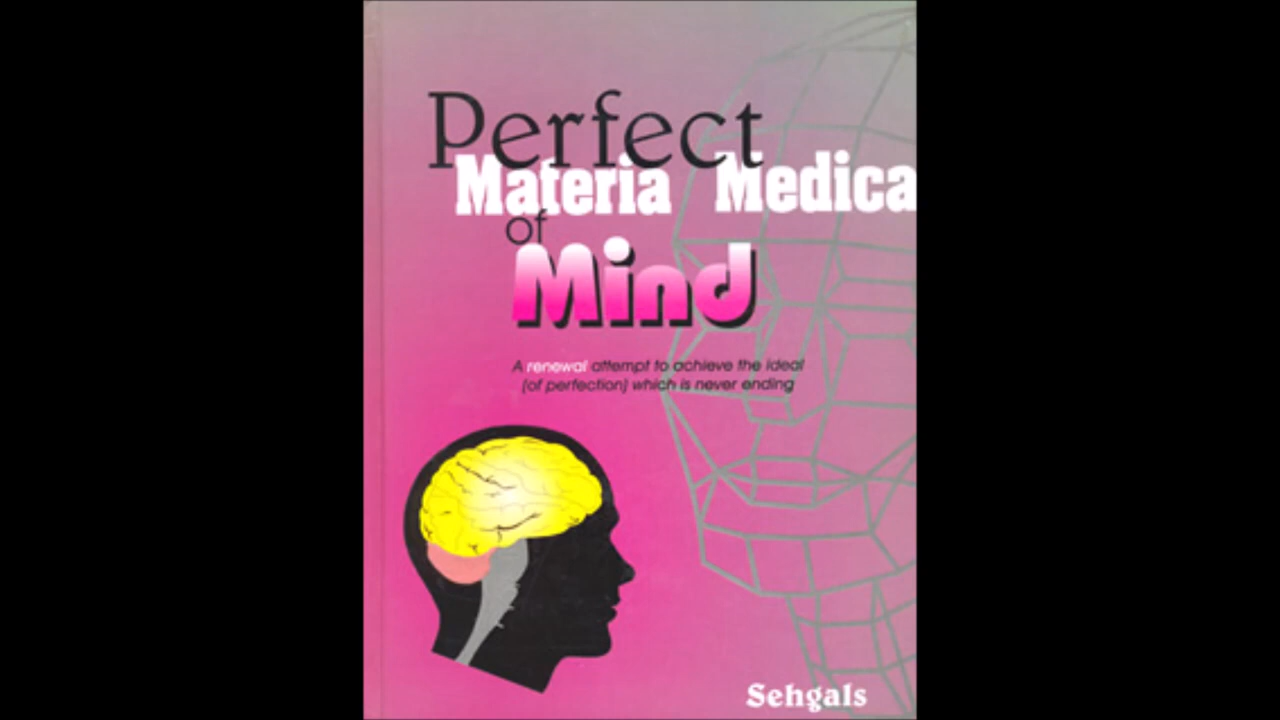 Perfect
Materia Medica
of
Mind
A renewal attempt to achieve the ideal
(of perfection) which is never ending
Sehgals